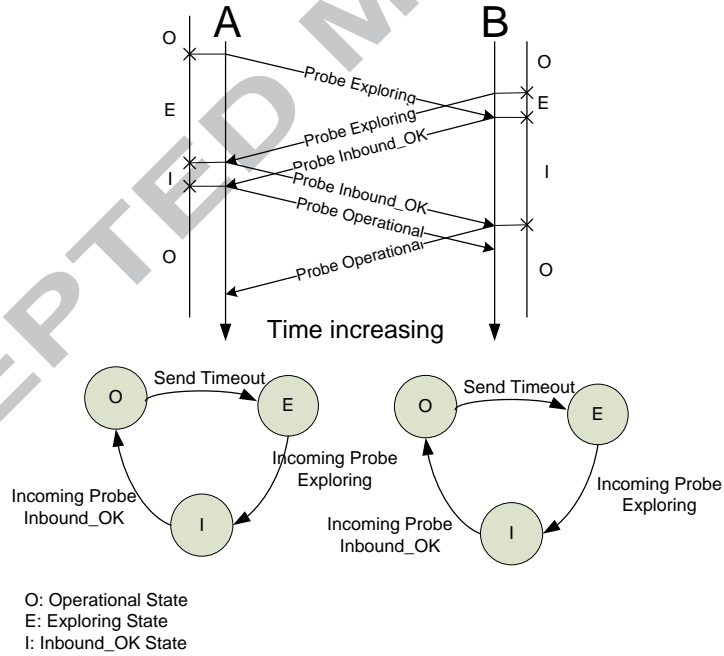 A
B
O
E
I
O
O
E
I
O
Probe Exploring
Probe Exploring
Probe Inbound_OK
Probe Inbound_OK
Probe Operational
Probe Operational
Time increasing
O
Send Timeout
E
Incoming Probe
Exploring
I
Incoming Probe
Inbound_OK
O
Send Timeout
E
Incoming Probe
Exploring
I
Incoming Probe
Inbound_OK
O: Operational State
E: Exploring State
I: Inbound_OK State
EPTED M